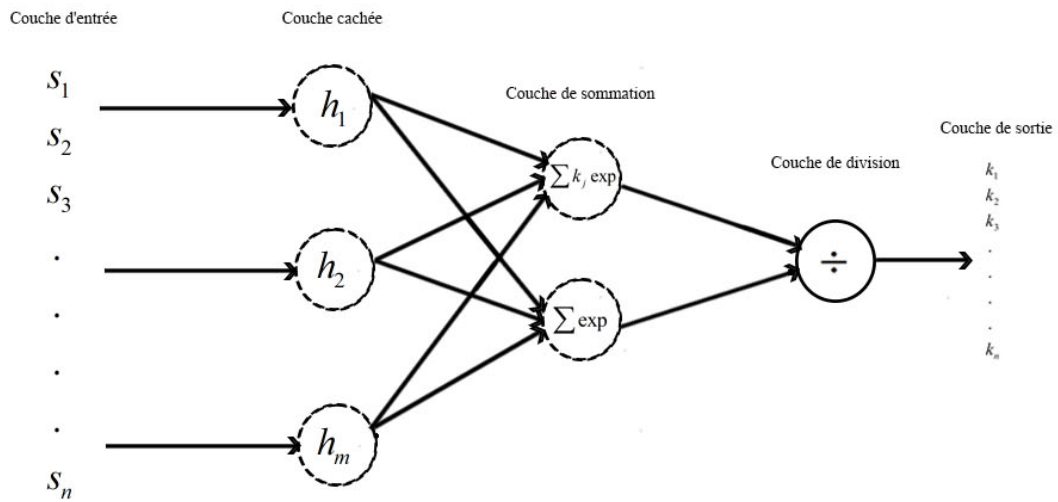 Couche d'entrée
S₁
S₂
S₃
.
.
.
.
Sₙ
Couche cachée
h₁
h₂
hₘ
Couche de sommation
∑ kⱼ exp
∑ exp
Couche de division
÷
Couche de sortie
k₁
k₂
k₃
.
.
.
.
kₙ